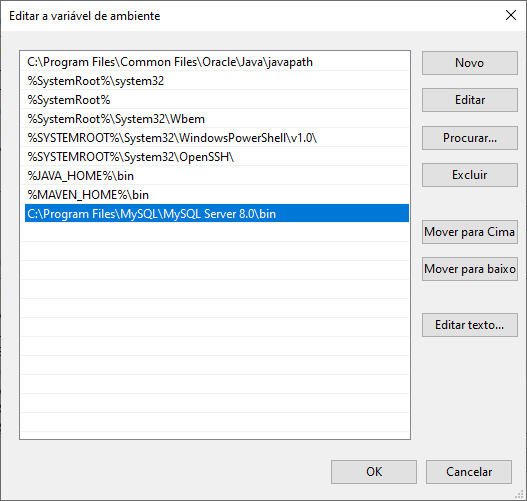 Editar a variável de ambiente
C:\Program Files\Common Files\Oracle\Java\javapath
%SystemRoot%\system32
%SystemRoot%
%SystemRoot%\System32\Wbem
%SYSTEMROOT%\System32\WindowsPowerShell\v1.0\
%SYSTEMROOT%\System32\OpenSSH\
%JAVA_HOME%\bin
%MAVEN_HOME%\bin
C:\Program Files\MySQL\MySQL Server 8.0\bin
Novo
Editar
Procurar...
Excluir
Mover para Cima
Mover para baixo
Editar texto...
OK
Cancelar